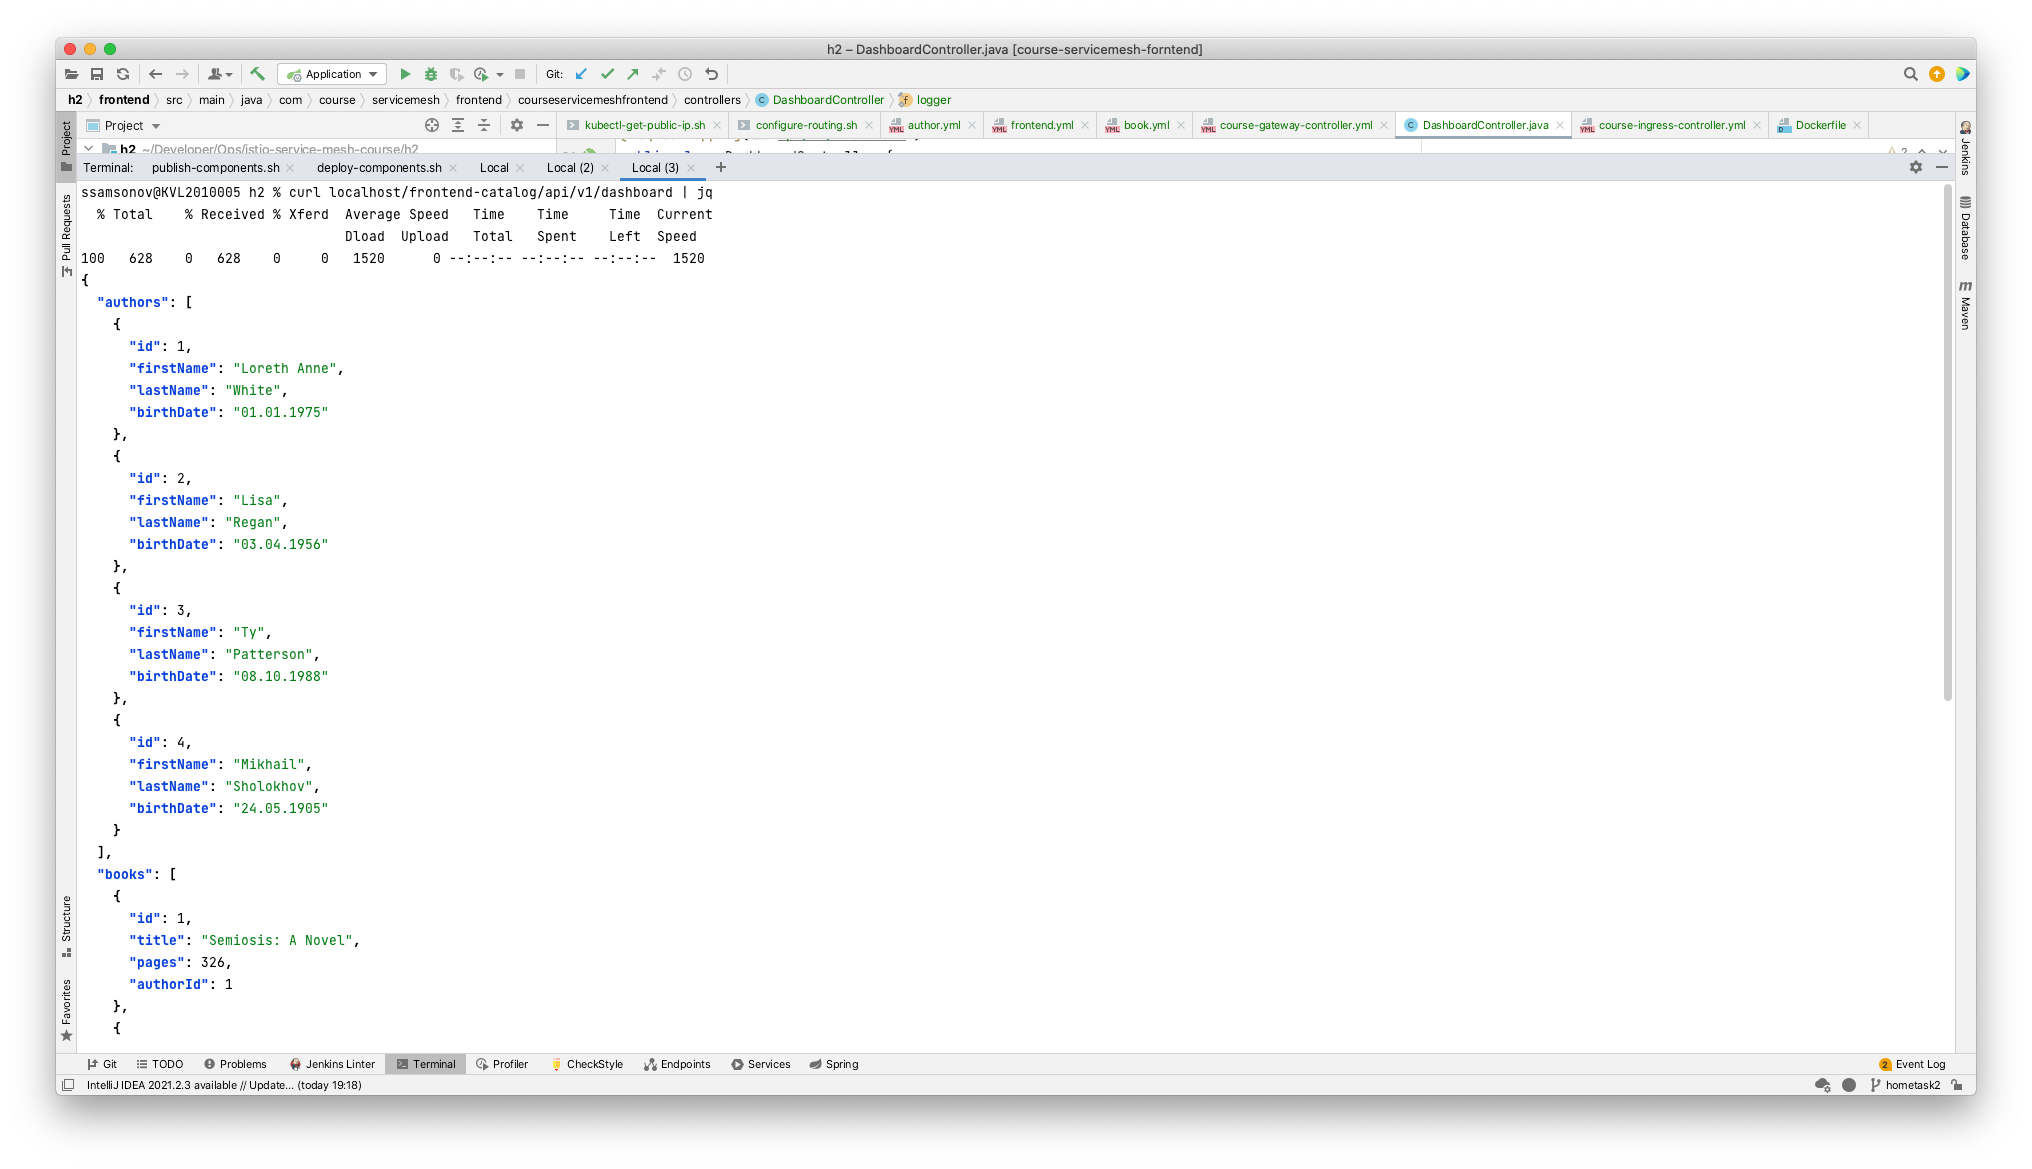 h2 – DashboardController.java [course-servicemesh-forntend]
Application
Git:
h2 frontend src main java com course servicemesh frontend courseservicemeshfrontend controllers DashboardController logger
Project
kubectl-get-public-ip.sh configure-routing.sh author.yml frontend.yml book.yml course-gateway-controller.yml DashboardController.java course-ingress-controller.yml Dockerfile
h2 ~/Developer/Ops/istio-service-mesh-course/h2
Terminal: publish-components.sh deploy-components.sh Local Local (2) Local (3)
ssamsonov@KVL2010005 h2 % curl localhost/frontend-catalog/api/v1/dashboard | jq
% Total % Received % Xferd Average Speed Time Time Time Current
Dload Upload Total Spent Left Speed
100 628 0 628 0 0 1520 0 --:--:-- --:--:-- --:--:-- 1520
{
"authors": [
{
"id": 1,
"firstName": "Loreth Anne",
"lastName": "White",
"birthDate": "01.01.1975"
},
{
"id": 2,
"firstName": "Lisa",
"lastName": "Regan",
"birthDate": "03.04.1956"
},
{
"id": 3,
"firstName": "Ty",
"lastName": "Patterson",
"birthDate": "08.10.1988"
},
{
"id": 4,
"firstName": "Mikhail",
"lastName": "Sholokhov",
"birthDate": "24.05.1905"
}
],
"books": [
{
"id": 1,
"title": "Semiosis: A Novel",
"pages": 326,
"authorId": 1
},
{
Project
Pull Requests
Structure
Favorites
Jenkins
Database
Maven
Git TODO Problems Jenkins Linter Terminal Profiler CheckStyle Endpoints Services Spring 2 Event Log
IntelliJ IDEA 2021.2.3 available // Update... (today 19:18) hometask2